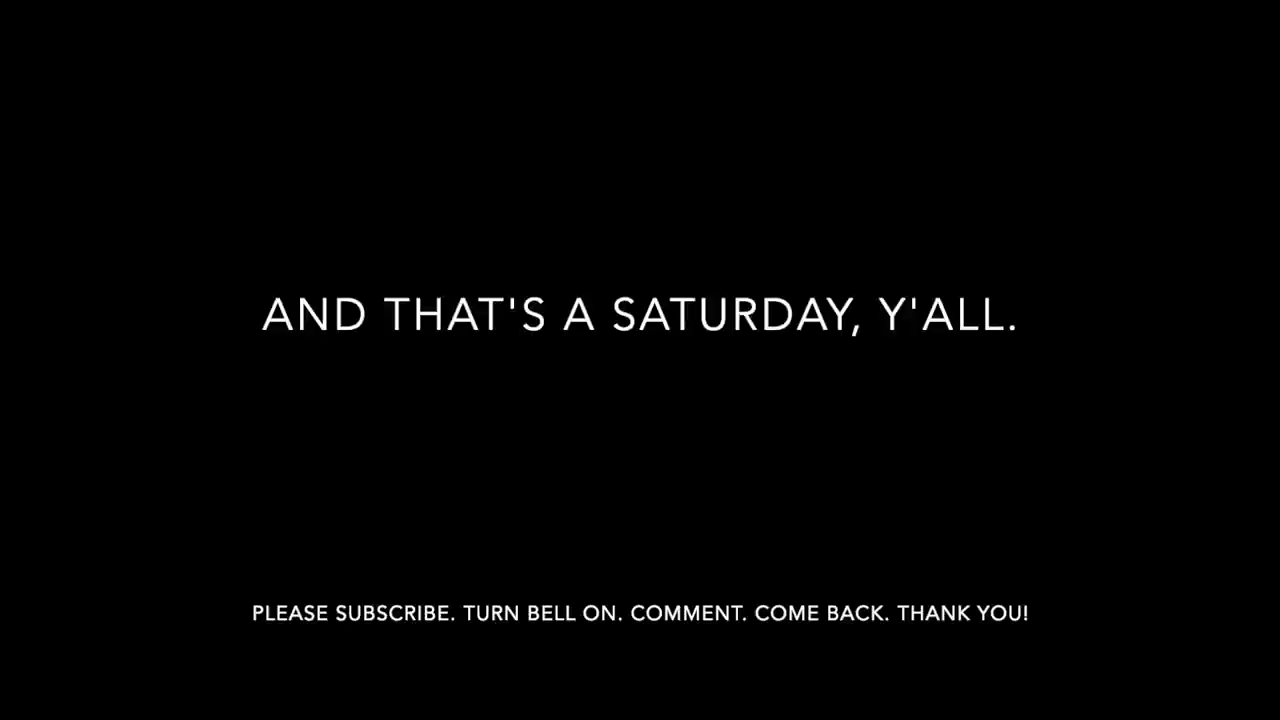 AND THAT'S A SATURDAY, Y'ALL.
PLEASE SUBSCRIBE. TURN BELL ON. COMMENT. COME BACK. THANK YOU!